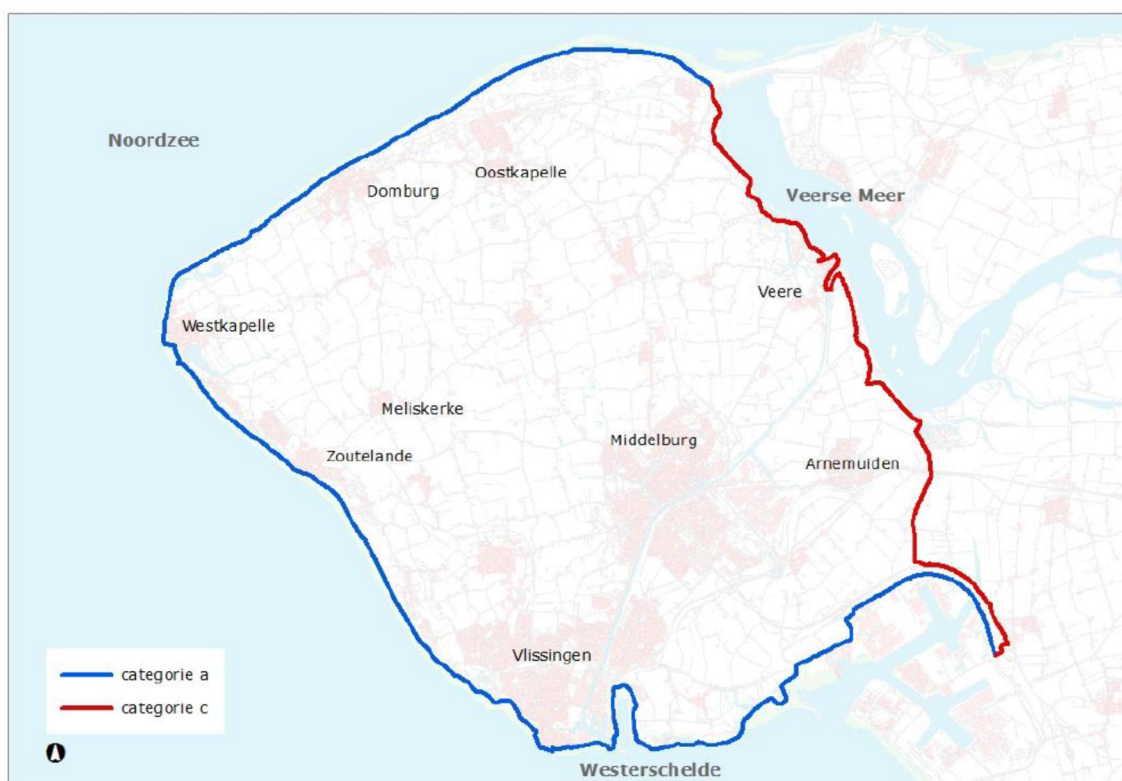 Noordzee
Oostkapelle
Domburg
Veerse Meer
Veere
Westkapelle
Meliskerke
Middelburg
Zoutelande
Arnemuiden
Vlissingen
categorie a
categorie c
Westerschelde